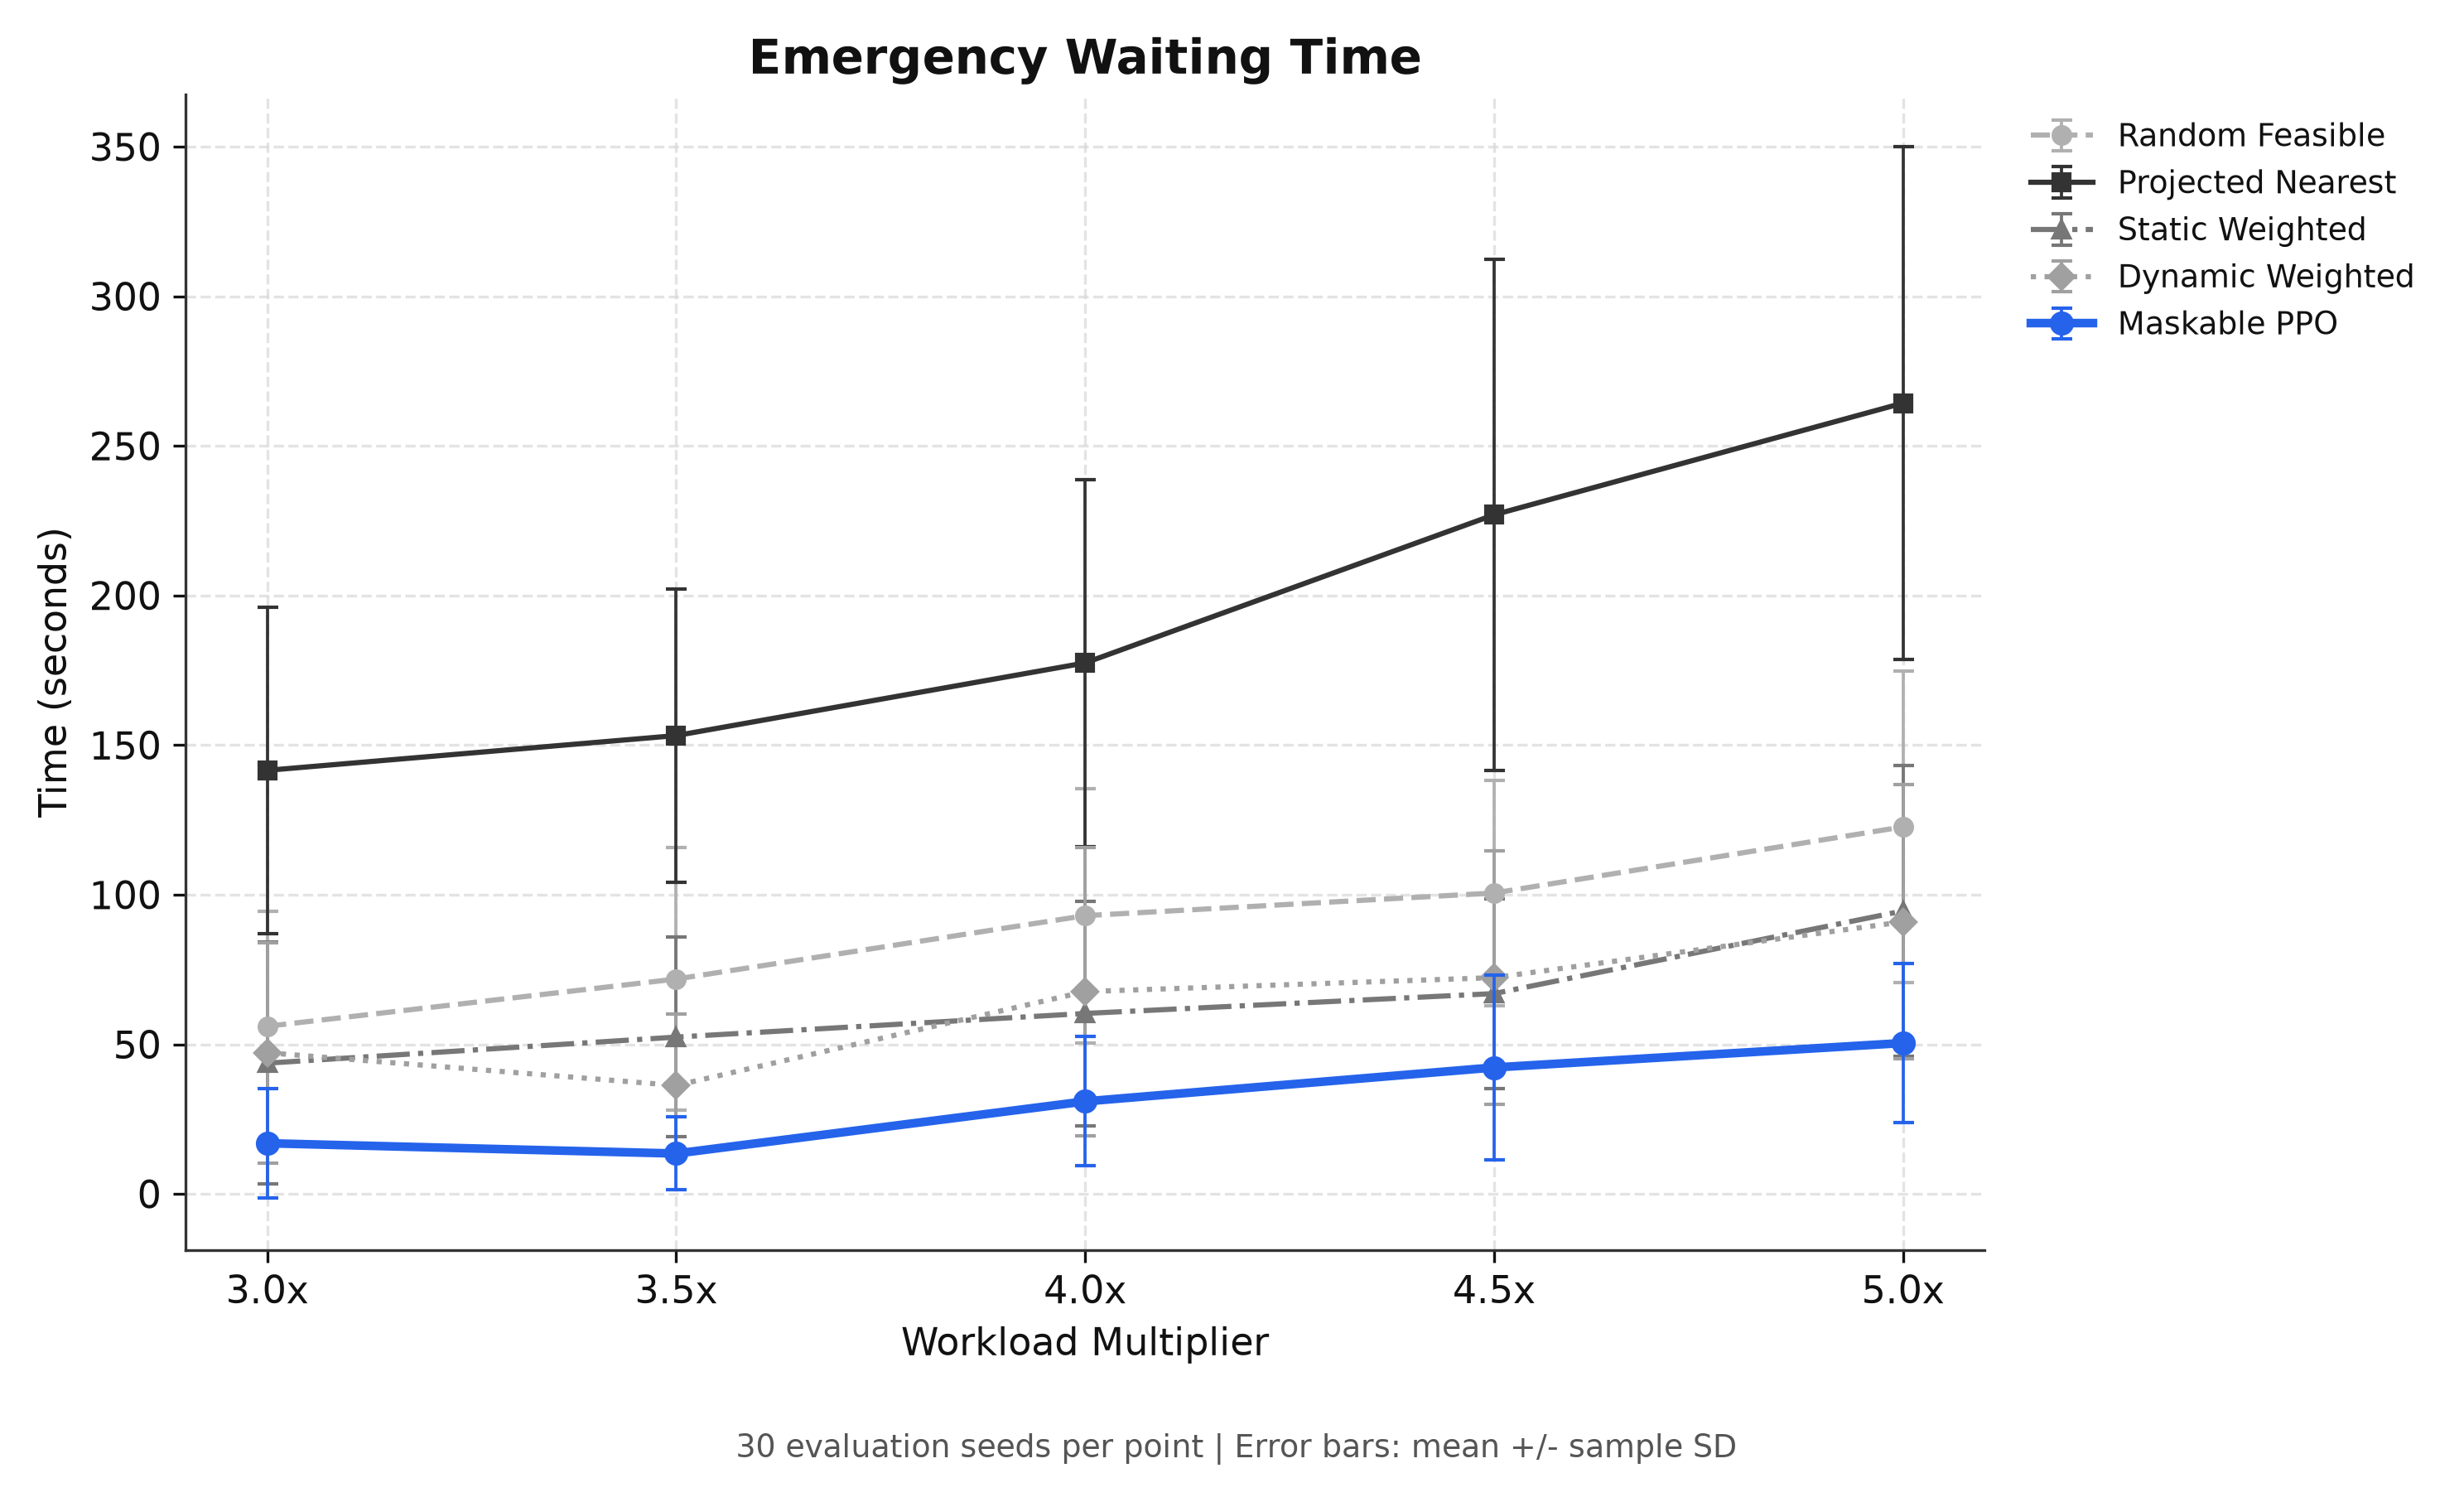 Emergency Waiting Time
Time (seconds)
350
300
250
200
150
100
50
0
3.0x 3.5x 4.0x 4.5x 5.0x
Workload Multiplier
Random Feasible
Projected Nearest
Static Weighted
Dynamic Weighted
Maskable PPO
30 evaluation seeds per point | Error bars: mean +/- sample SD